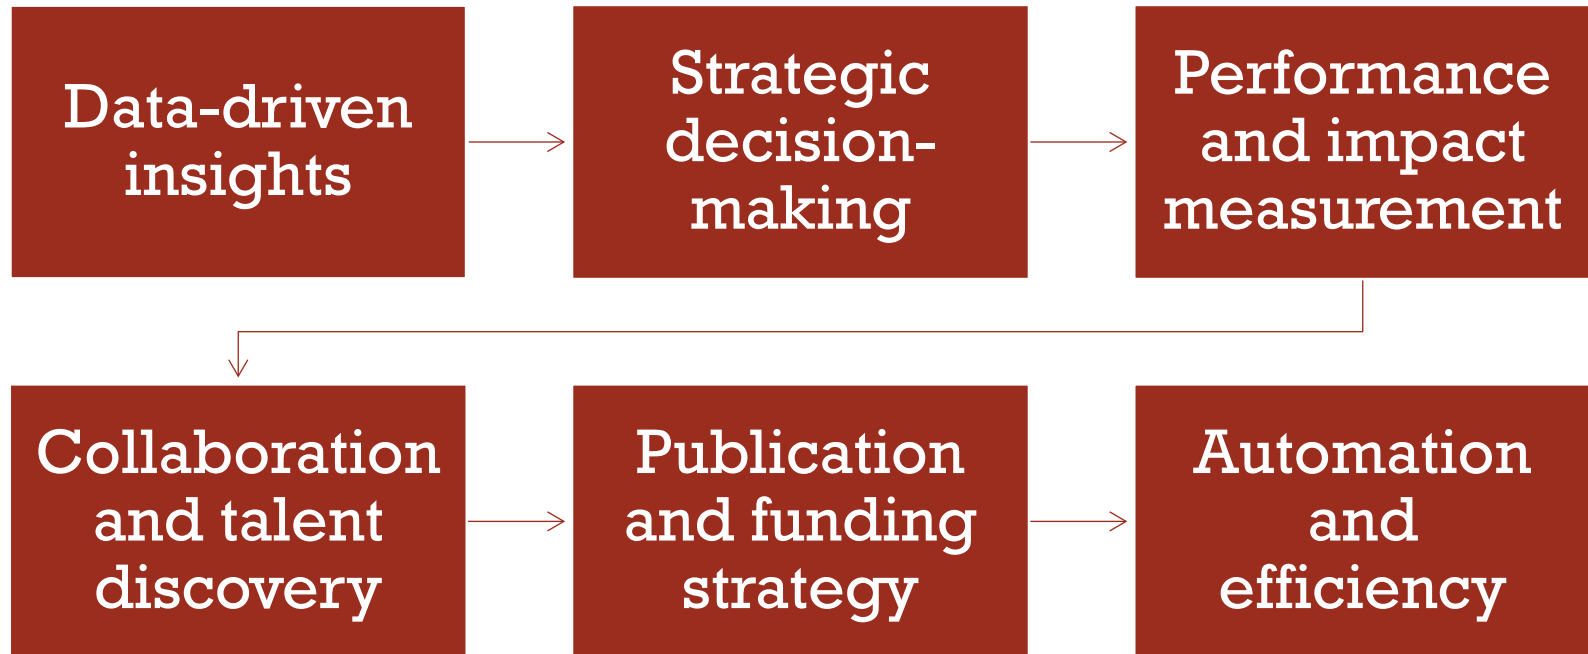 Data-driven
insights
Strategic
decision-
making
Performance
and impact
measurement
Collaboration
and talent
discovery
Publication
and funding
strategy
Automation
and
efficiency